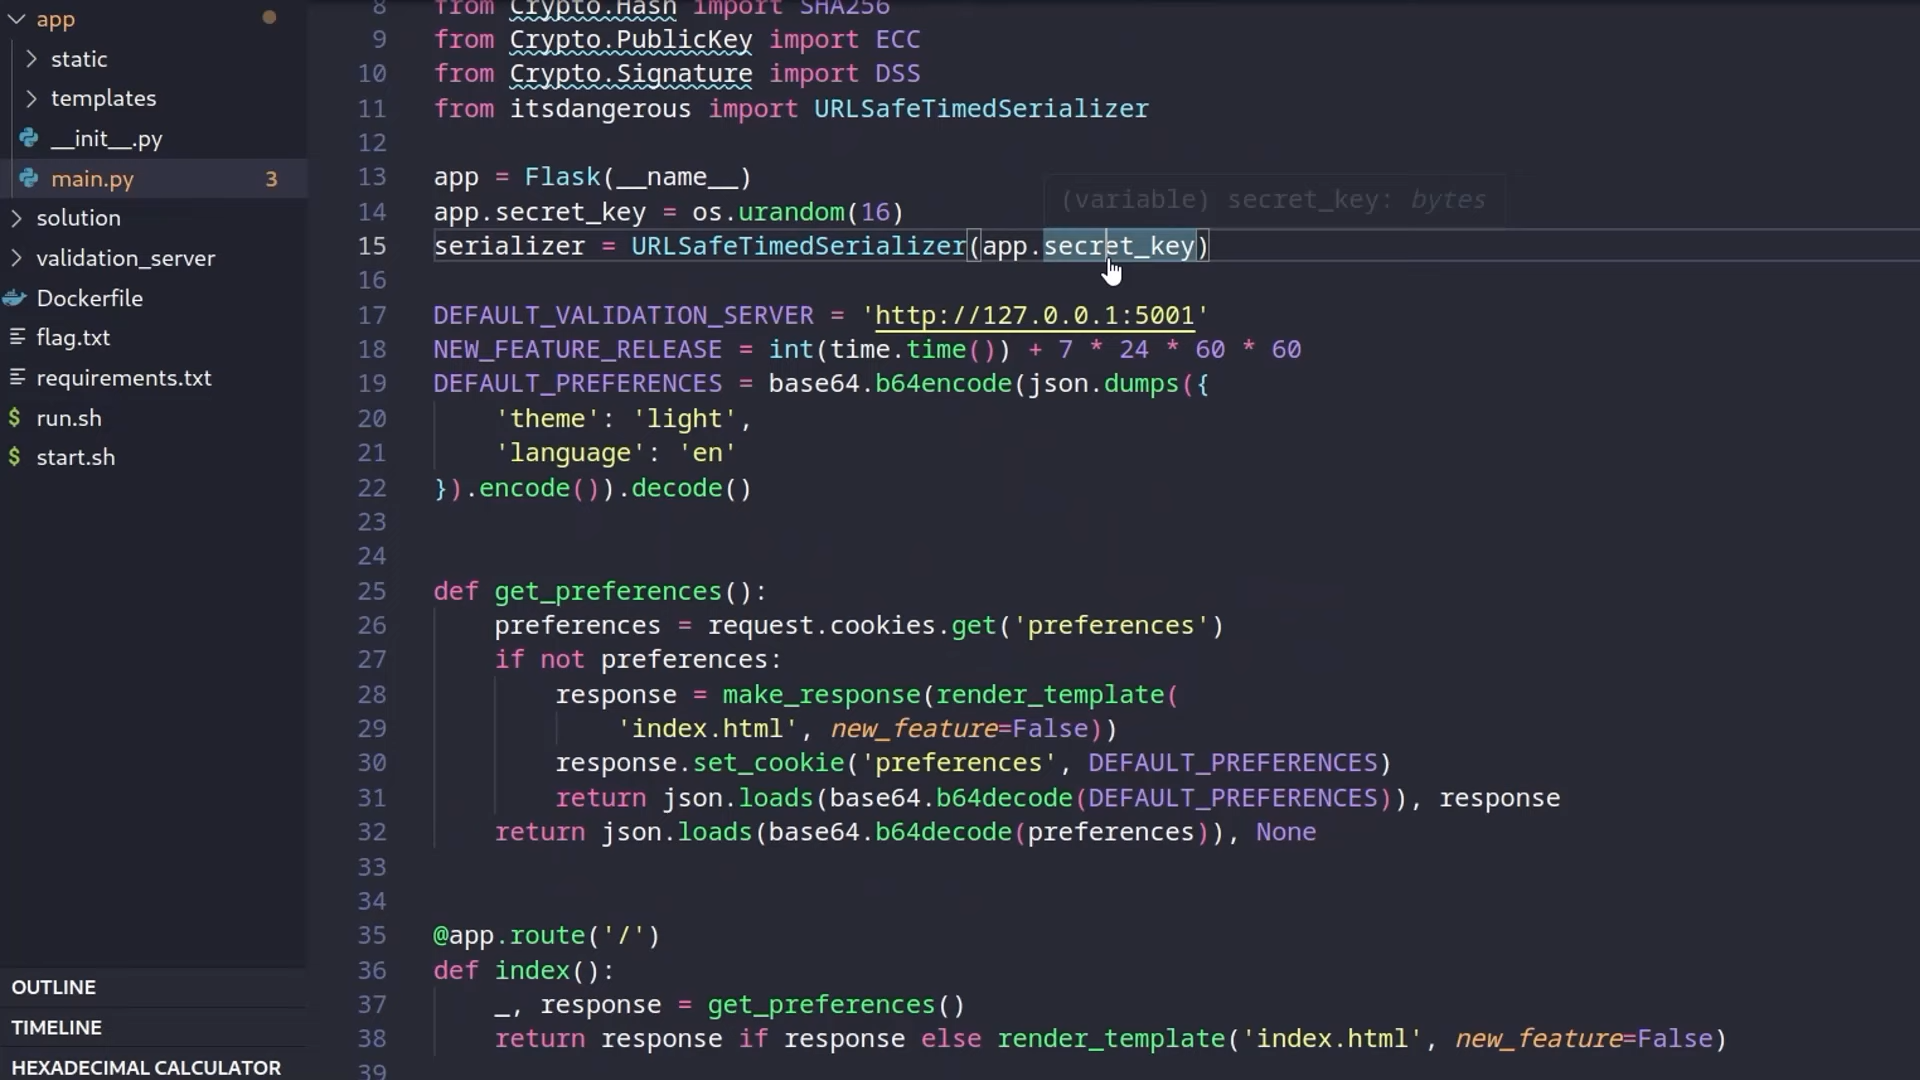 app
static
templates
__init__.py
main.py 3
solution
validation_server
Dockerfile
flag.txt
requirements.txt
$ run.sh
$ start.sh
OUTLINE
TIMELINE
HEXADECIMAL CALCULATOR
8 from Crypto.Hash import SHA256
9 from Crypto.PublicKey import ECC
10 from Crypto.Signature import DSS
11 from itsdangerous import URLSafeTimedSerializer
12
13 app = Flask(__name__)
(variable) secret_key: bytes
14 app.secret_key = os.urandom(16)
15 serializer = URLSafeTimedSerializer(app.secret_key)
16
17 DEFAULT_VALIDATION_SERVER = 'http://127.0.0.1:5001'
18 NEW_FEATURE_RELEASE = int(time.time()) + 7 * 24 * 60 * 60
19 DEFAULT_PREFERENCES = base64.b64encode(json.dumps({
20 'theme': 'light',
21 'language': 'en'
22 }).encode()).decode()
23
24
25 def get_preferences():
26 preferences = request.cookies.get('preferences')
27 if not preferences:
28 response = make_response(render_template(
29 'index.html', new_feature=False))
30 response.set_cookie('preferences', DEFAULT_PREFERENCES)
31 return json.loads(base64.b64decode(DEFAULT_PREFERENCES)), response
32 return json.loads(base64.b64decode(preferences)), None
33
34
35 @app.route('/')
36 def index():
37 _, response = get_preferences()
38 return response if response else render_template('index.html', new_feature=False)
39